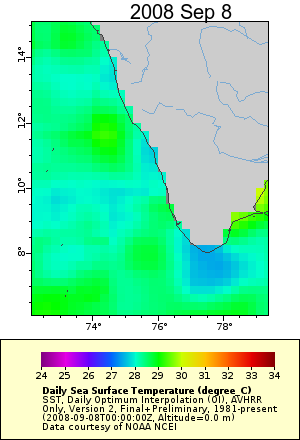 2008 Sep 8
14°
12°
10°
8°
74° 76° 78°
24 25 26 27 28 29 30 31 32 33 34
Daily Sea Surface Temperature (degree_C)
SST, Daily Optimum Interpolation (OI), AVHRR
Only, Version 2, Final+Preliminary, 1981-present
(2008-09-08T00:00:00Z, Altitude=0.0 m)
Data courtesy of NOAA NCEI